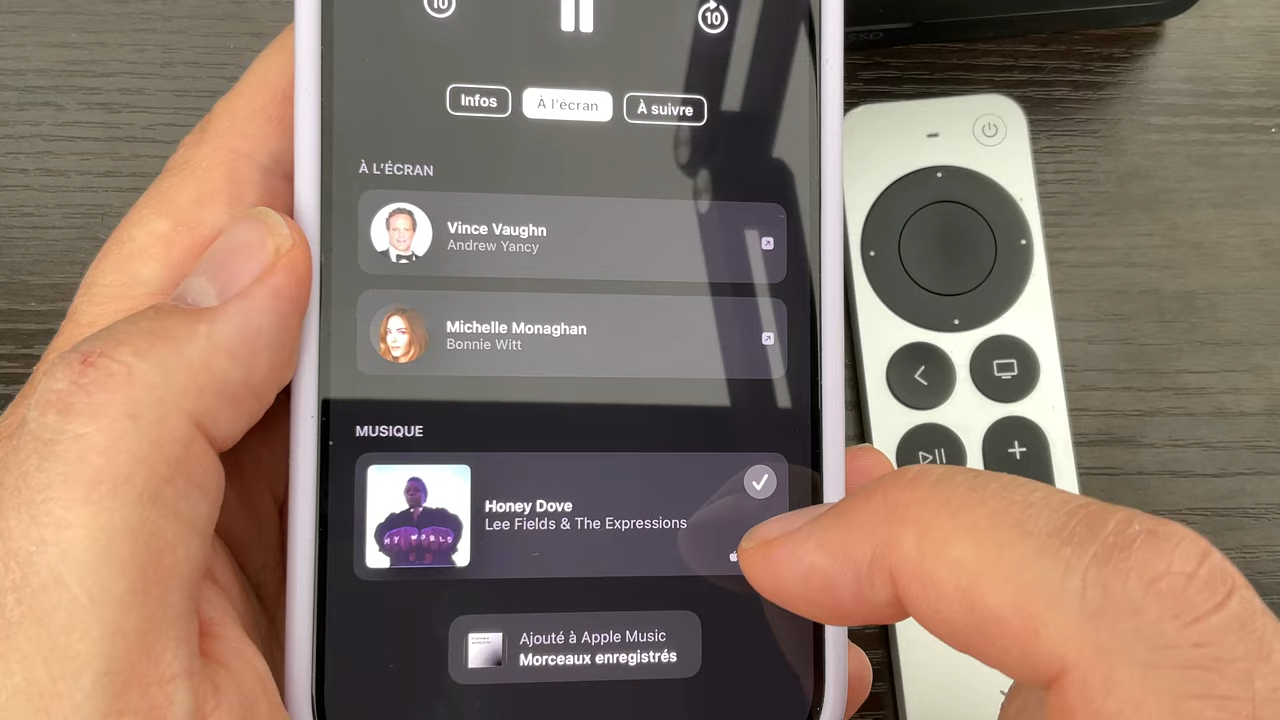 SSD
10
10
Infos
À l'écran
À suivre
À L'ÉCRAN
Vince Vaughn
Andrew Yancy
Michelle Monaghan
Bonnie Witt
MUSIQUE
MY WORLD
Honey Dove
Lee Fields & The Expressions
Ajouté à Apple Music
Morceaux enregistrés